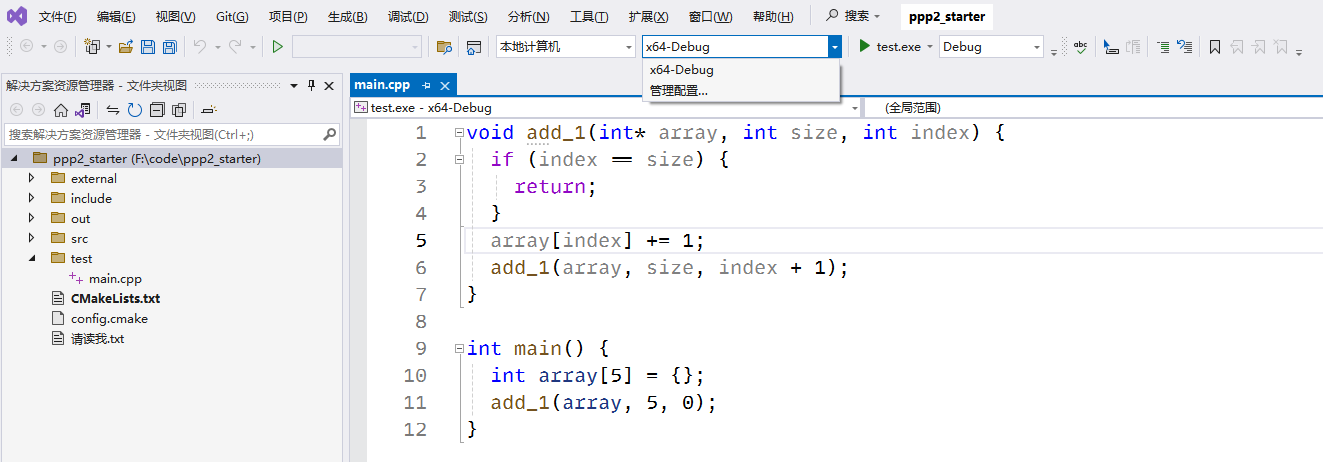 文件(F) 编辑(E) 视图(V) Git(G) 项目(P) 生成(B) 调试(D) 测试(S) 分析(N) 工具(T) 扩展(X) 窗口(W) 帮助(H) 搜索 ppp2_starter
本地计算机 x64-Debug test.exe Debug abc
x64-Debug
管理配置...
解决方案资源管理器 - 文件夹视图
搜索解决方案资源管理器 - 文件夹视图(Ctrl+;)
ppp2_starter (F:\code\ppp2_starter)
external
include
out
src
test
main.cpp
CMakeLists.txt
config.cmake
请读我.txt
main.cpp
test.exe - x64-Debug (全局范围)
1 void add_1(int* array, int size, int index) {
2 if (index == size) {
3 return;
4 }
5 array[index] += 1;
6 add_1(array, size, index + 1);
7 }
8
9 int main() {
10 int array[5] = {};
11 add_1(array, 5, 0);
12 }